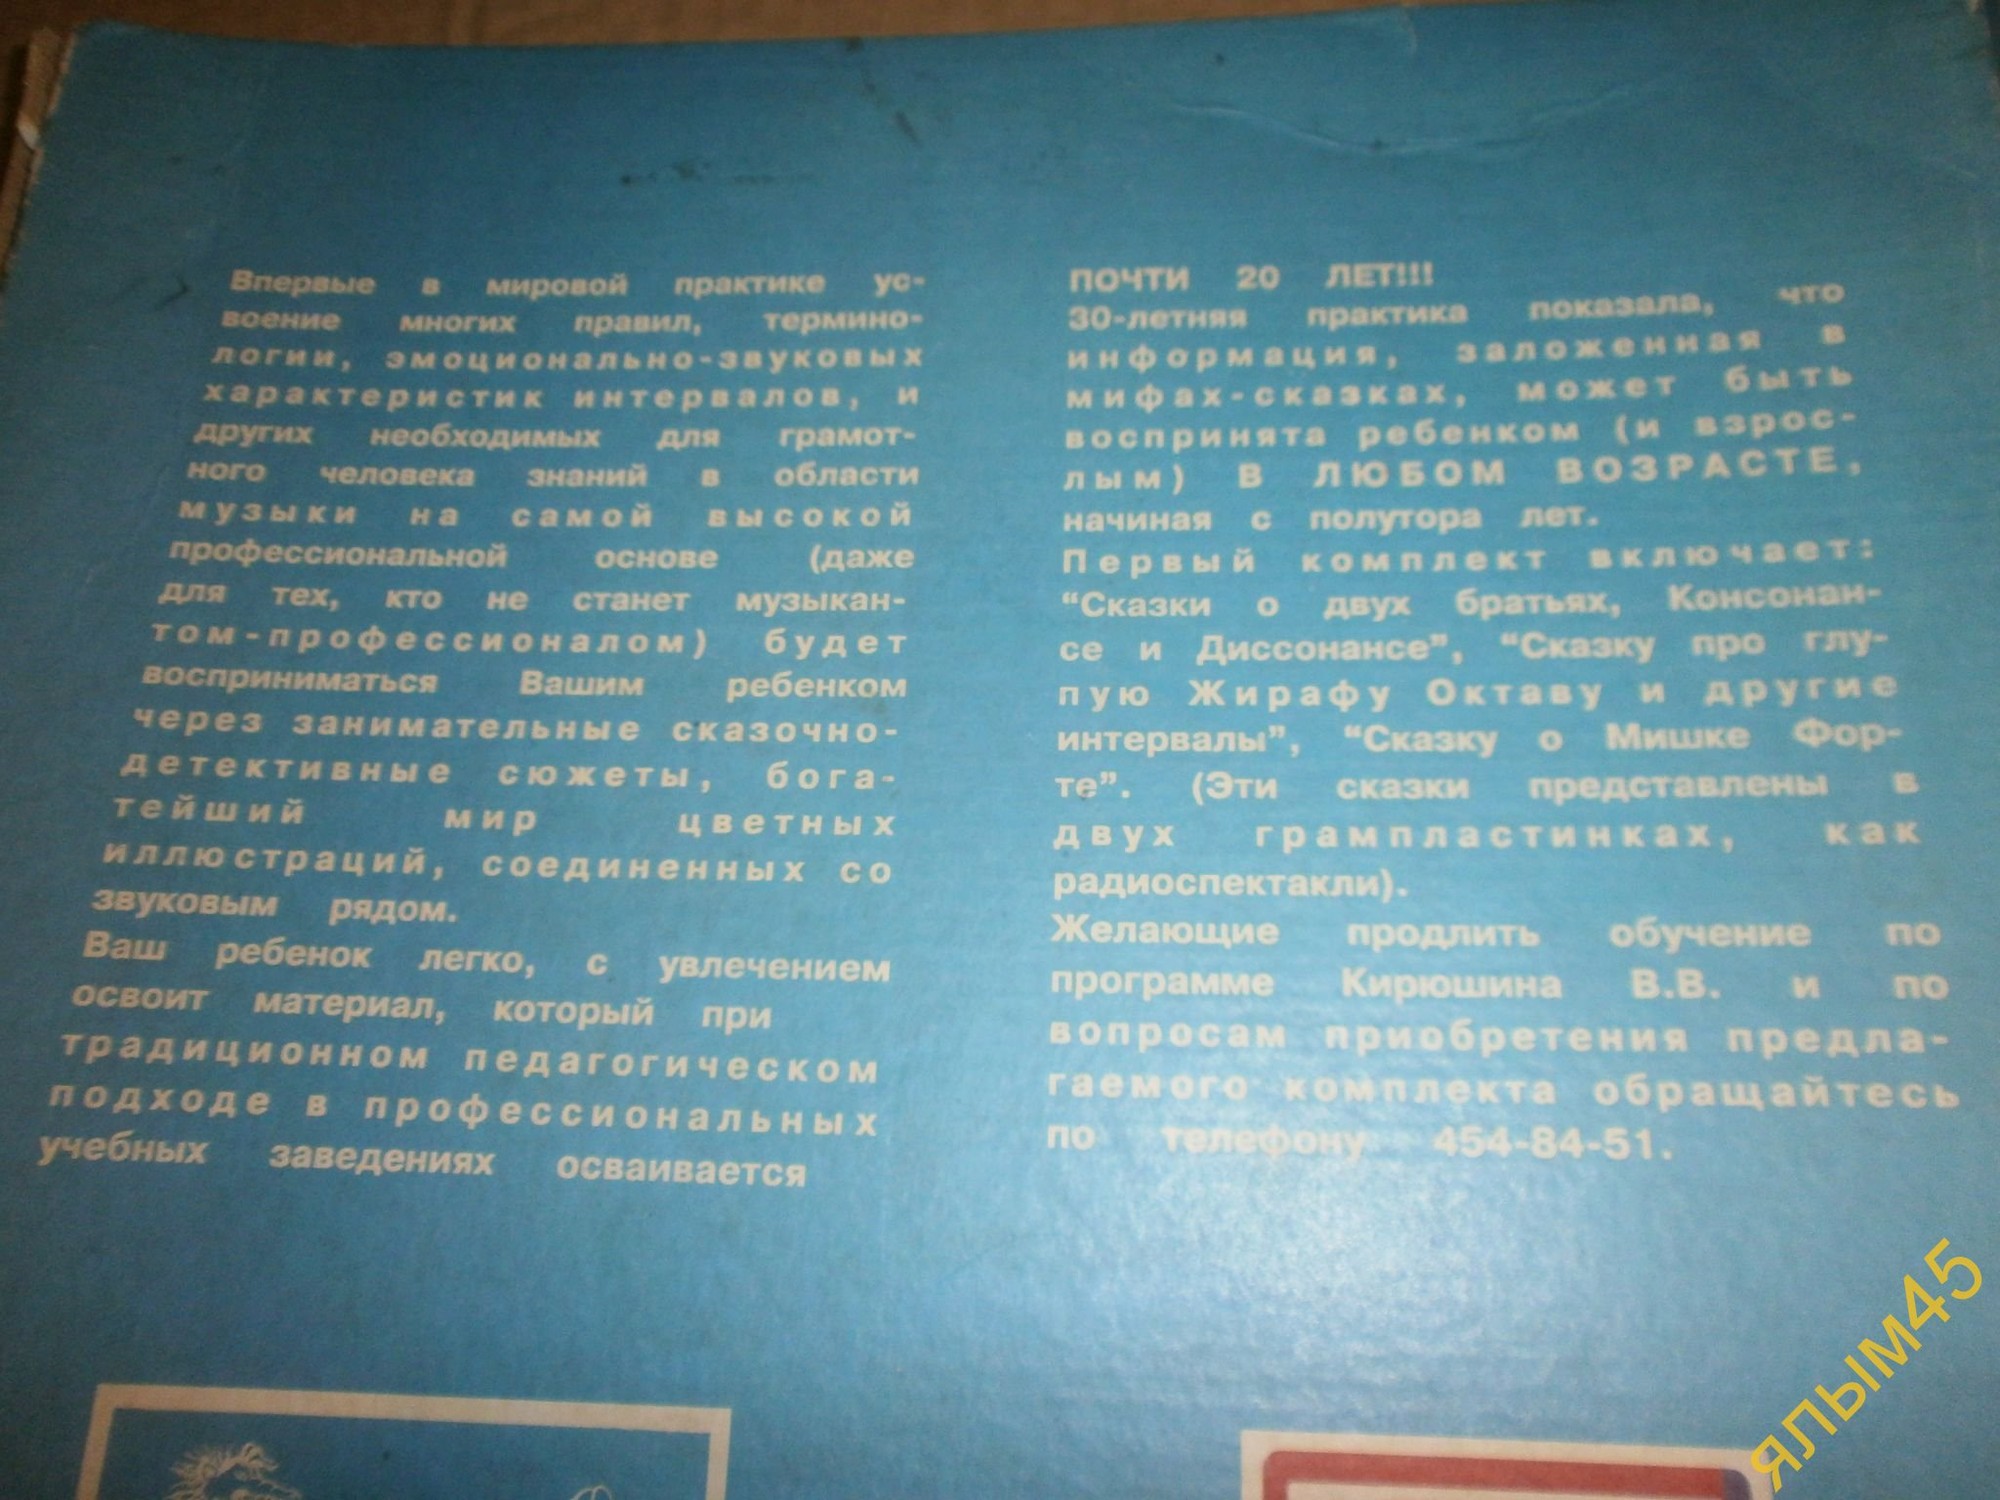 Впервые в мировой практике ус-
воение многих правил, термино-
логии, эмоционально-звуковых
характеристик интервалов, и
других необходимых для грамот-
ного человека знаний в области
музыки на самой высокой
профессиональной основе (даже
для тех, кто не станет музыкан-
том-профессионалом) будет
восприниматься Вашим ребенком
через занимательные сказочно-
детективные сюжеты, бога-
тейший мир цветных
иллюстраций, соединенных со
звуковым рядом.
Ваш ребенок легко, с увлечением
освоит материал, который при
традиционном педагогическом
подходе в профессиональных
учебных заведениях осваивается
ПОЧТИ 20 ЛЕТ!!!
30-летняя практика показала, что
информация, заложенная в
мифах-сказках, может быть
воспринята ребенком (и взрос-
лым) В ЛЮБОМ ВОЗРАСТЕ,
начиная с полутора лет.
Первый комплект включает:
“Сказки о двух братьях, Консонан-
се и Диссонансе”, “Сказку про глу-
пую Жирафу Октаву и другие
интервалы”, “Сказку о Мишке Фор-
те”. (Эти сказки представлены в
двух грампластинках, как
радиоспектакли).
Желающие продлить обучение по
программе Кирюшина В.В. и по
вопросам приобретения предла-
гаемого комплекта обращайтесь
по телефону 454-84-51.
ялым45